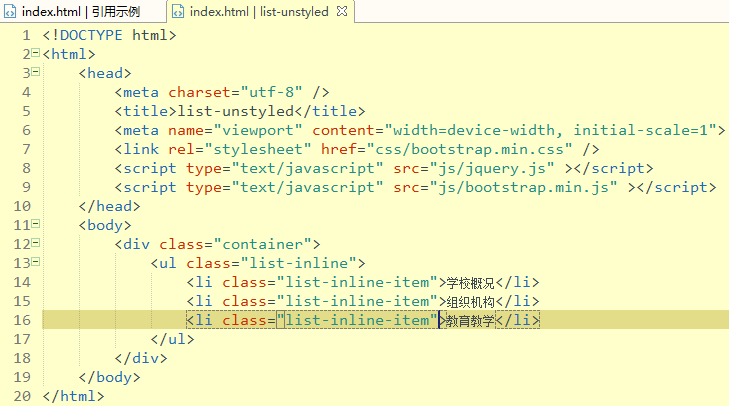 index.html | 引用示例 index.html | list-unstyled
1 <!DOCTYPE html>
2 <html>
3 <head>
4 <meta charset="utf-8" />
5 <title>list-unstyled</title>
6 <meta name="viewport" content="width=device-width, initial-scale=1">
7 <link rel="stylesheet" href="css/bootstrap.min.css" />
8 <script type="text/javascript" src="js/jquery.js" ></script>
9 <script type="text/javascript" src="js/bootstrap.min.js" ></script>
10 </head>
11 <body>
12 <div class="container">
13 <ul class="list-inline">
14 <li class="list-inline-item">学校概况</li>
15 <li class="list-inline-item">组织机构</li>
16 <li class="list-inline-item">教育教学</li>
17 </ul>
18 </div>
19 </body>
20 </html>